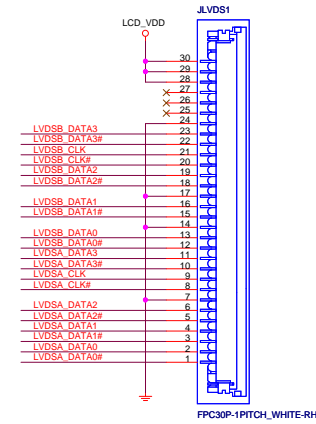 JLVDS1
LCD_VDD
30
29
28
27
26
25
24
LVDSB_DATA3 23
LVDSB_DATA3# 22
LVDSB_CLK 21
LVDSB_CLK# 20
LVDSB_DATA2 19
LVDSB_DATA2# 18
17
LVDSB_DATA1 16
LVDSB_DATA1# 15
14
LVDSB_DATA0 13
LVDSB_DATA0# 12
LVDSA_DATA3 11
LVDSA_DATA3# 10
LVDSA_CLK 9
LVDSA_CLK# 8
7
LVDSA_DATA2 6
LVDSA_DATA2# 5
LVDSA_DATA1 4
LVDSA_DATA1# 3
LVDSA_DATA0 2
LVDSA_DATA0# 1
FPC30P-1PITCH_WHITE-RH